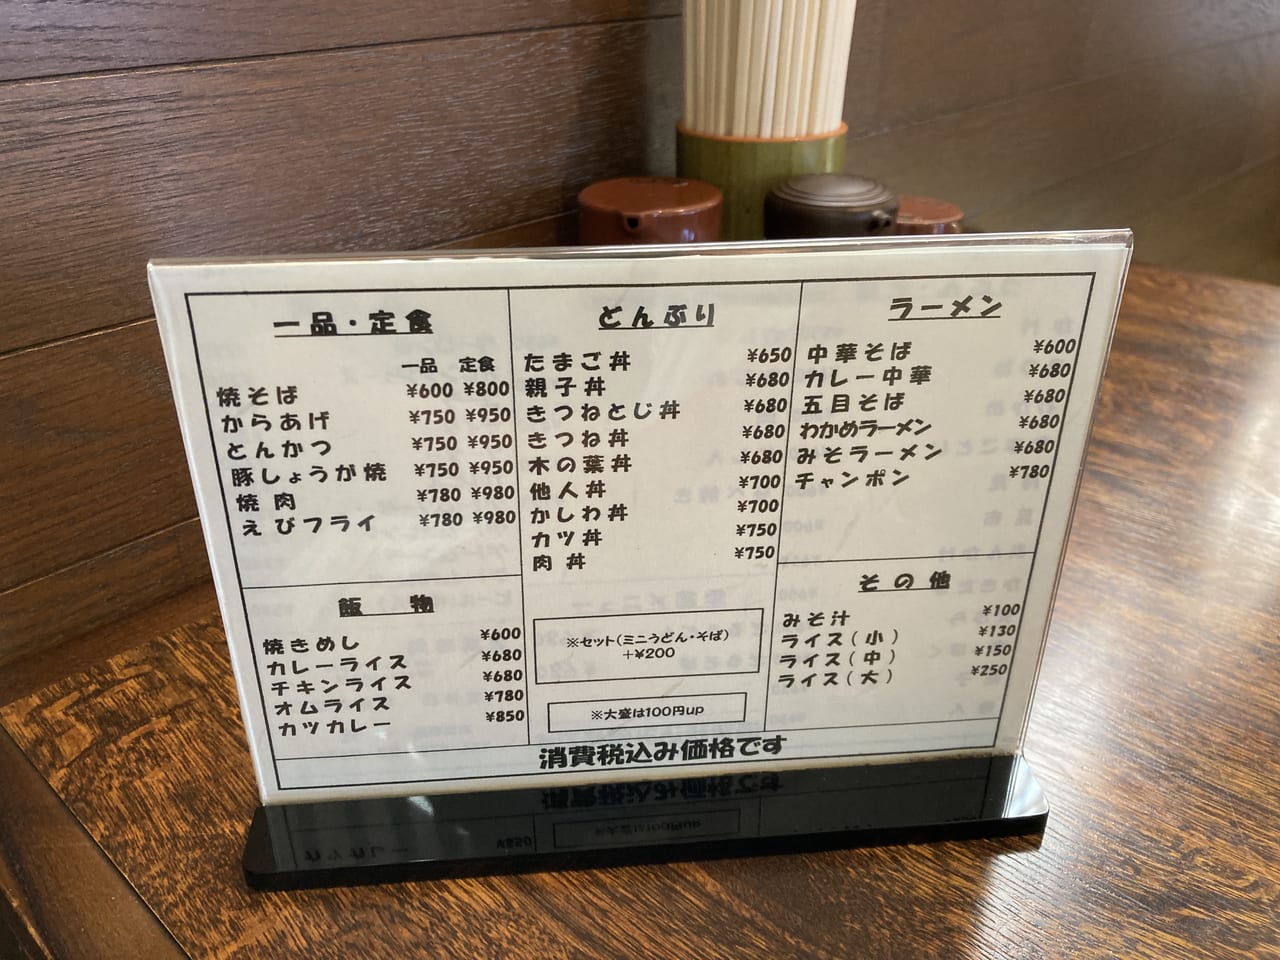 一品・定食
一品 定食
焼そば ¥600 ¥800
からあげ ¥750 ¥950
とんかつ ¥750 ¥950
豚しょうが焼 ¥750 ¥950
焼肉 ¥780 ¥980
えびフライ ¥780 ¥980
飯物
焼きめし ¥600
カレーライス ¥680
チキンライス ¥680
オムライス ¥780
カツカレー ¥850
とんぶり
たまご丼 ¥650
親子丼 ¥680
きつねとじ丼 ¥680
きつね丼 ¥680
木の葉丼 ¥680
他人丼 ¥700
かしわ丼 ¥700
カツ丼 ¥750
肉丼 ¥750
※セット(ミニうどん・そば)
+¥200
※大盛は100円up
ラーメン
中華そば ¥600
カレー中華 ¥680
五目そば ¥680
わかめラーメン ¥680
みそラーメン ¥680
チャンポン ¥780
その他
みそ汁 ¥100
ライス(小) ¥130
ライス(中) ¥150
ライス(大) ¥250
消費税込み価格です